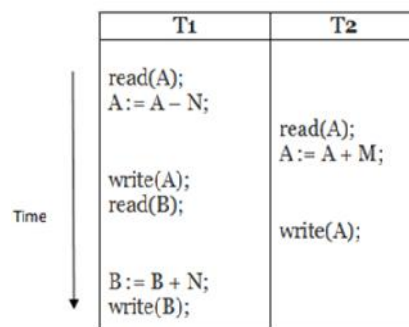 T1 T2
read(A);
A := A – N;
read(A);
A := A + M;
write(A);
read(B);
Time
write(A);
B := B + N;
write(B);